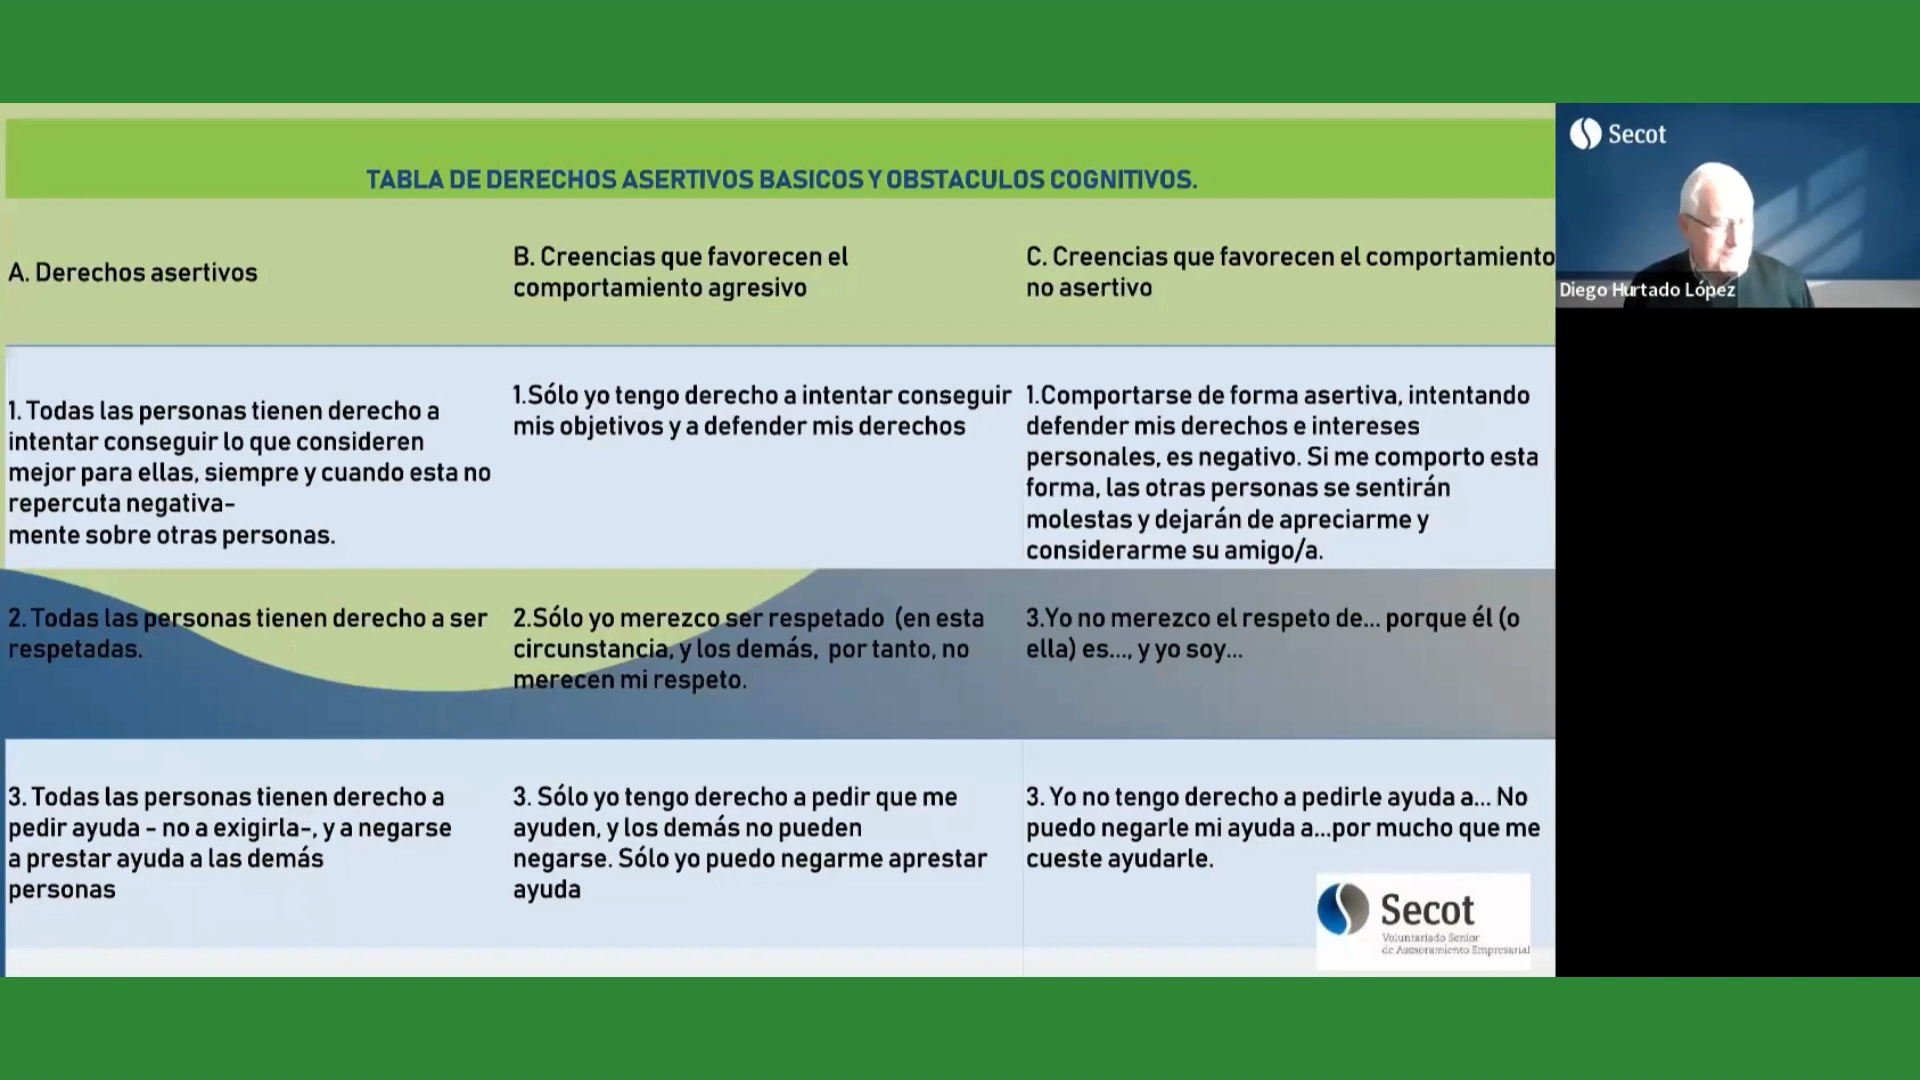 TABLA DE DERECHOS ASERTIVOS BASICOS Y OBSTACULOS COGNITIVOS.
A. Derechos asertivos
B. Creencias que favorecen el
comportamiento agresivo
C. Creencias que favorecen el comportamiento
no asertivo
1. Todas las personas tienen derecho a
intentar conseguir lo que consideren
mejor para ellas, siempre y cuando esta no
repercuta negativa-
mente sobre otras personas.
1.Sólo yo tengo derecho a intentar conseguir
mis objetivos y a defender mis derechos
1.Comportarse de forma asertiva, intentando
defender mis derechos e intereses
personales, es negativo. Si me comporto esta
forma, las otras personas se sentirán
molestas y dejarán de apreciarme y
considerarme su amigo/a.
2. Todas las personas tienen derecho a ser
respetadas.
2.Sólo yo merezco ser respetado (en esta
circunstancia, y los demás, por tanto, no
merecen mi respeto.
3.Yo no merezco el respeto de... porque él (o
ella) es..., y yo soy...
3. Todas las personas tienen derecho a
pedir ayuda - no a exigirla-, y a negarse
a prestar ayuda a las demás
personas
3. Sólo yo tengo derecho a pedir que me
ayuden, y los demás no pueden
negarse. Sólo yo puedo negarme aprestar
ayuda
3. Yo no tengo derecho a pedirle ayuda a... No
puedo negarle mi ayuda a...por mucho que me
cueste ayudarle.
Secot
Voluntariado Senior
de Asesoramiento Empresarial
Secot
Diego Hurtado López